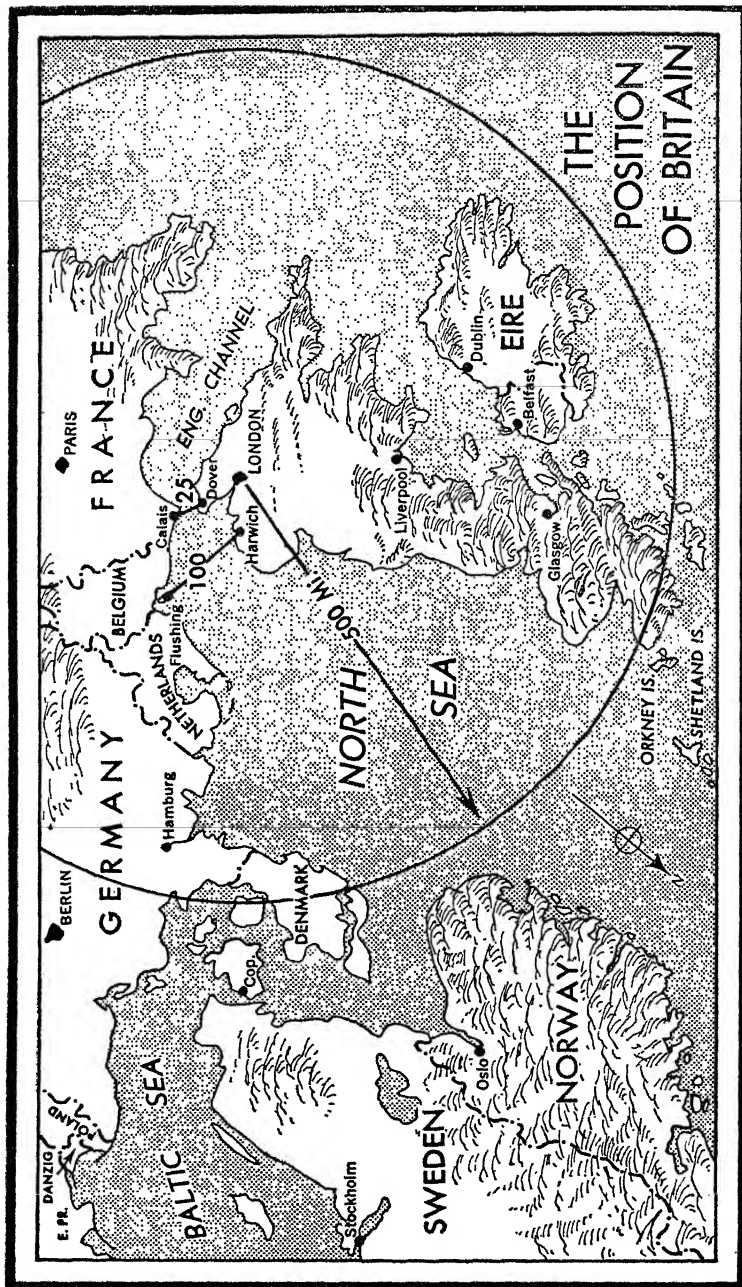 THE
POSITION
OF BRITAIN
DANZIG
E. PR.
POLAND
BERLIN
GERMANY
PARIS
FRANCE
BELGIUM
NETHERLANDS
Flushing
Hamburg
BALTIC SEA
Cop.
DENMARK
Stockholm
SWEDEN
Oslo
NORWAY
NORTH
SEA
500 MI
100
25
Calais
Dover
Harwich
LONDON
ENG. CHANNEL
Liverpool
Glasgow
Dublin
EIRE
Belfast
ORKNEY IS.
SHETLAND IS.